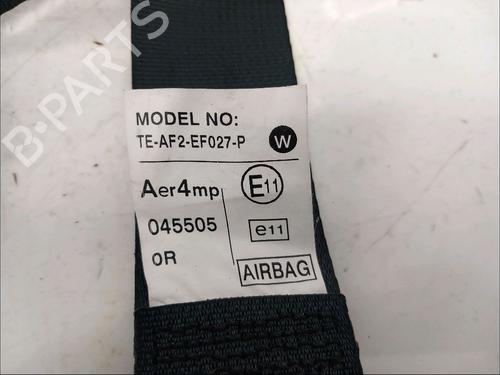 MODEL NO:
TE-AF2-EF027-P W
Aer4mp E11
045505 e11
0R
AIRBAG
B-PARTS